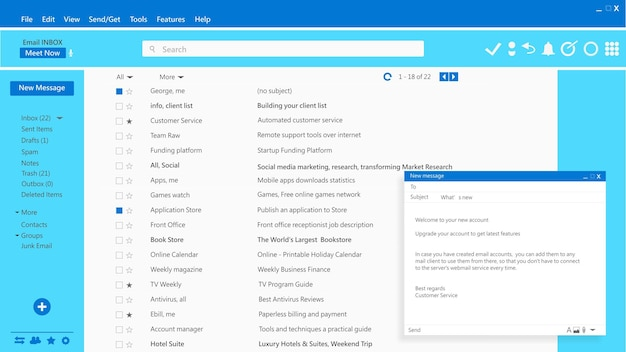 File Edit View Send/Get Tools Features Help
Email INBOX
Meet Now
Search
New Message
All
More
1 - 18 of 22
Inbox (22)
Sent Items
Drafts (1)
Spam
Notes
Trash (21)
Outbox (0)
Deleted Items
More
Contacts
Groups
Junk Email
George, me (no subject)
info, client list Building your client list
Customer Service Automated customer service
Team Raw Remote support tools over internet
Funding platform Startup Funding Platform
All, Social Social media marketing, research, transforming Market Research
Apps, me Mobile apps downloads statistics
Games watch Games, Free online games network
Application Store Publish an application to Store
Front Office Front office receptionist job description
Book Store The World's Largest Bookstore
Online Calendar Online - Printable Holiday Calendar
Weekly magazine Weekly Business Finance
TV Weekly TV Program Guide
Antivirus, all Best Antivirus Reviews
Ebill, me Paperless billing and payment
Account manager Tools and techniques a practical guide
Hotel Suite Luxury Hotels & Suites, Weekend Trip
New message
To
Subject What' s new
Welcome to your new account
Upgrade your account to get latest features
In case you have created email accounts, you can add them to any
mail client to use them from there, so that you don't have to connect
to the server's webmail service every time.
Best regards
Customer Service
Send
A